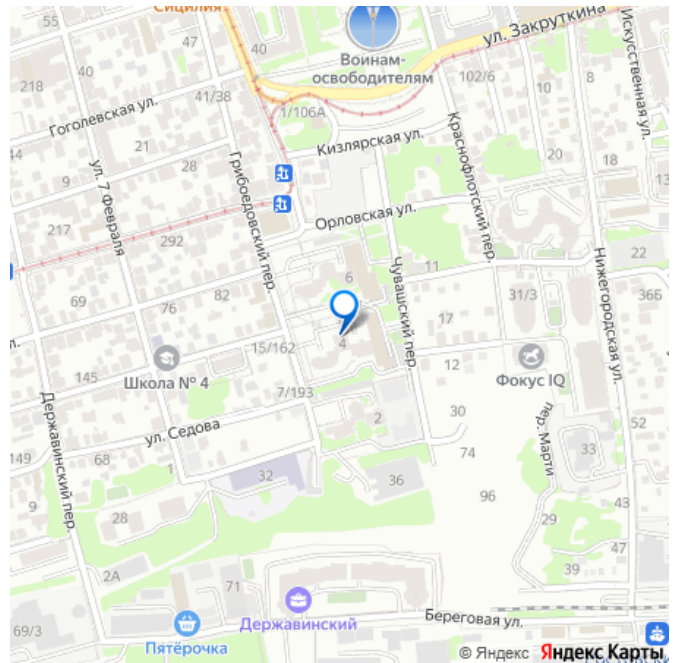 Сицилия
55
40
40
ул. Закруткина
Воинам-
освободителям
218
41/38
102/6
10
8
Искусственная ул.
Гоголевская ул.
1/106А
21
28
20
Кизлярская ул.
44
21
18
9
28
13
ул. 7 Февраля
Грибоедовский пер.
Краснофлотский пер.
Орловская ул.
217
292
Чувашский пер.
Нижегородская ул.
22
11
6
69
82
76
31/3
36Б
17
4
15/162
145
Школа № 4
12
Фокус IQ
7/193
Державинский пер.
2
30
пер. Марти
ул. Седова
52
149
68
74
33
1
32
36
96
9
43
28
29
47
39
2А
71
Державинский
Береговая ул.
69/3
Пятёрочка
© Яндекс Яндекс Карты